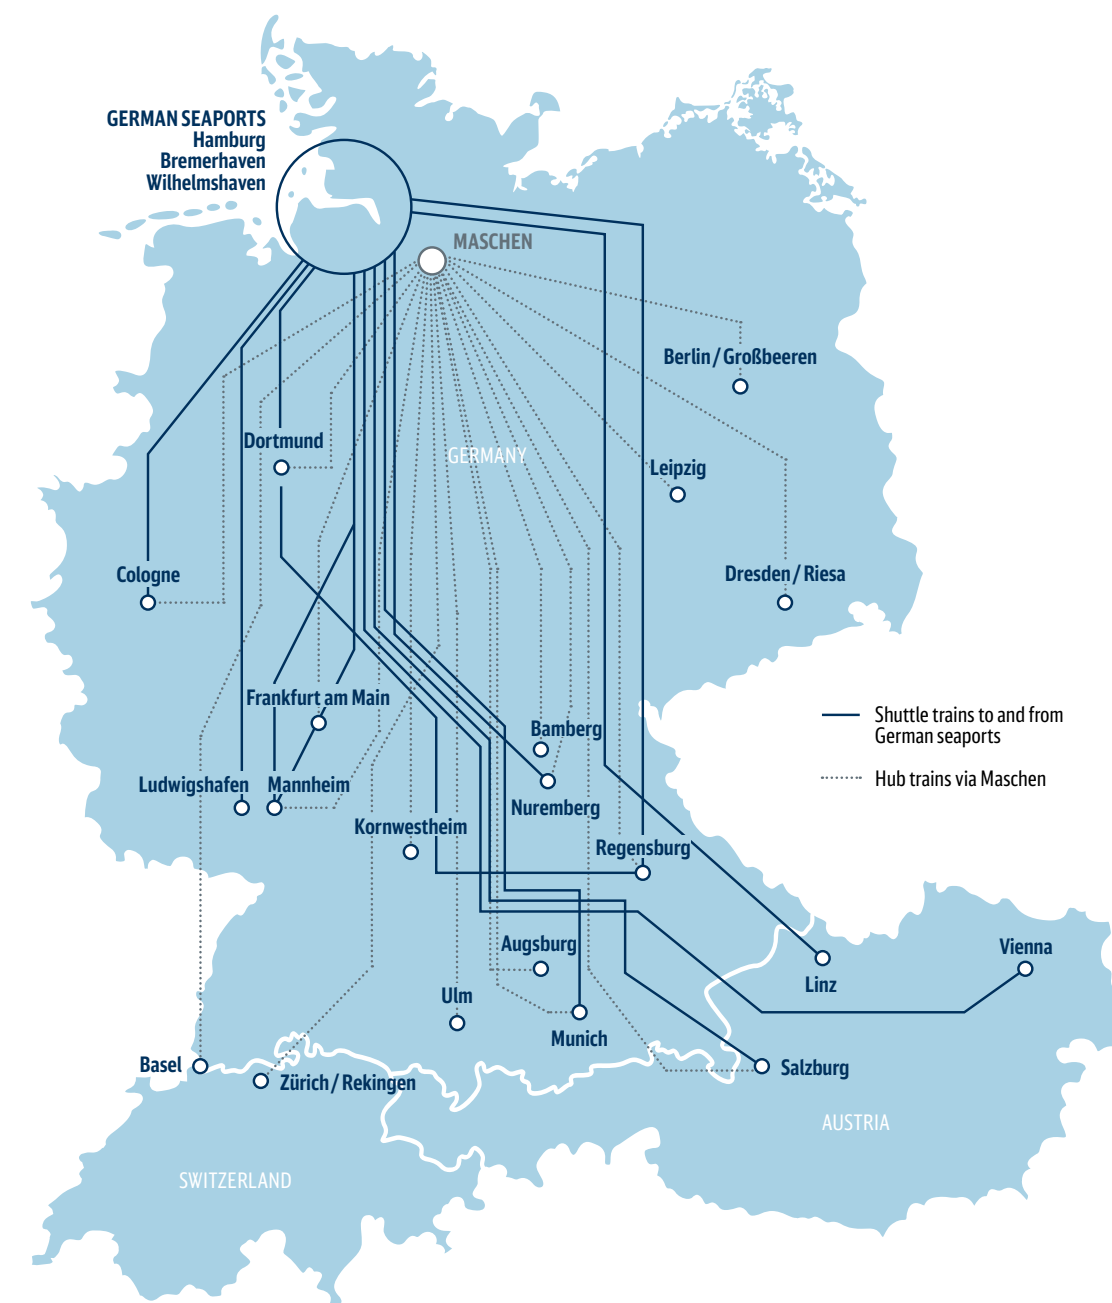 GERMAN SEAPORTS
Hamburg
Bremerhaven
Wilhelmshaven
MASCHEN
Berlin / Großbeeren
Dortmund
GERMANY
Leipzig
Cologne
Dresden / Riesa
Frankfurt am Main
Shuttle trains to and from
German seaports
Bamberg
Hub trains via Maschen
Ludwigshafen
Mannheim
Nuremberg
Kornwestheim
Regensburg
Augsburg
Vienna
Linz
Ulm
Munich
Basel
Salzburg
Zürich / Rekingen
AUSTRIA
SWITZERLAND